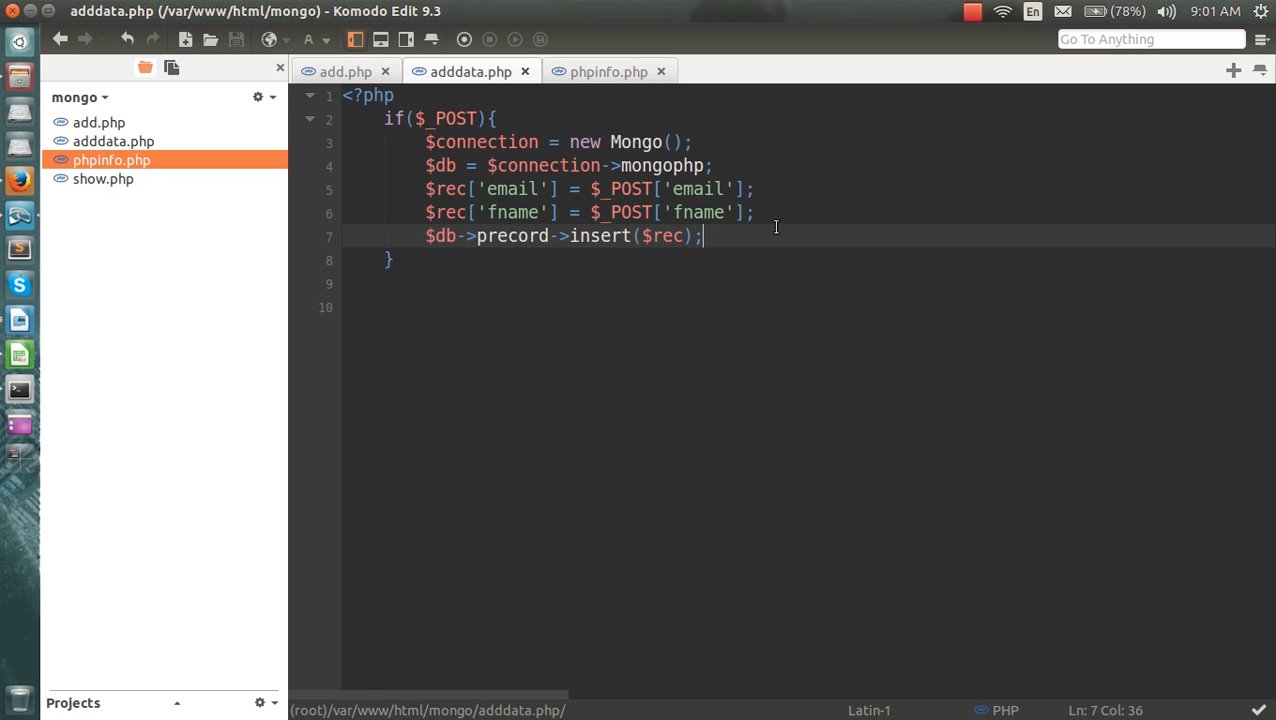 adddata.php (/var/www/html/mongo) - Komodo Edit 9.3
En
(78%)
9:01 AM
Go To Anything
add.php
adddata.php
phpinfo.php
mongo
add.php
adddata.php
phpinfo.php
show.php
1 <?php
2 if($_POST){
3 $connection = new Mongo();
4 $db = $connection->mongophp;
5 $rec['email'] = $_POST['email'];
6 $rec['fname'] = $_POST['fname'];
7 $db->precord->insert($rec);
8 }
9
10
Projects
(root)/var/www/html/mongo/adddata.php/
Latin-1
PHP
Ln: 7 Col: 36